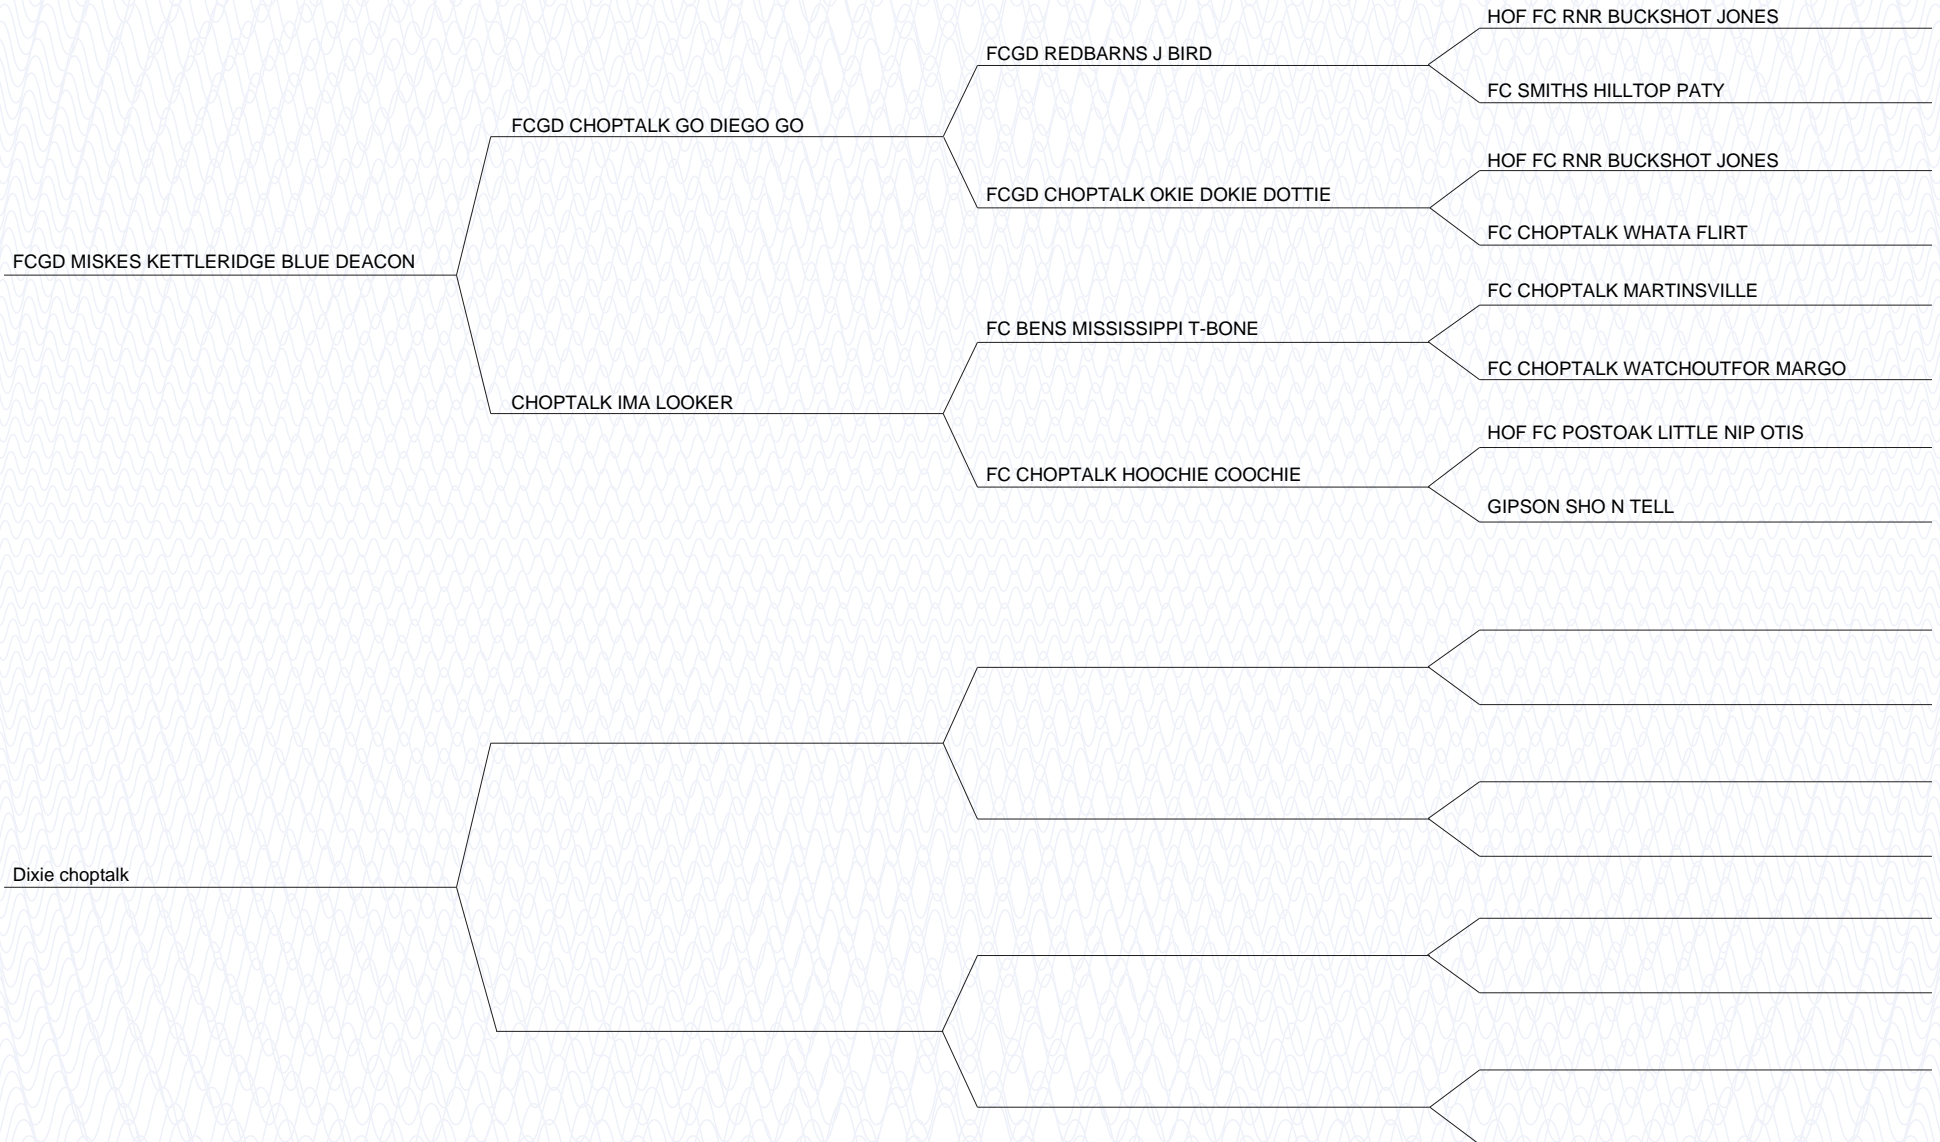 HOF FC RNR BUCKSHOT JONES
FCGD REDBARNS J BIRD
FC SMITHS HILLTOP PATY
FCGD CHOPTALK GO DIEGO GO
HOF FC RNR BUCKSHOT JONES
FCGD CHOPTALK OKIE DOKIE DOTTIE
FC CHOPTALK WHATA FLIRT
FCGD MISKES KETTLERIDGE BLUE DEACON
FC CHOPTALK MARTINSVILLE
FC BENS MISSISSIPPI T-BONE
FC CHOPTALK WATCHOUTFOR MARGO
CHOPTALK IMA LOOKER
HOF FC POSTOAK LITTLE NIP OTIS
FC CHOPTALK HOOCHIE COOCHIE
GIPSON SHO N TELL
Dixie choptalk